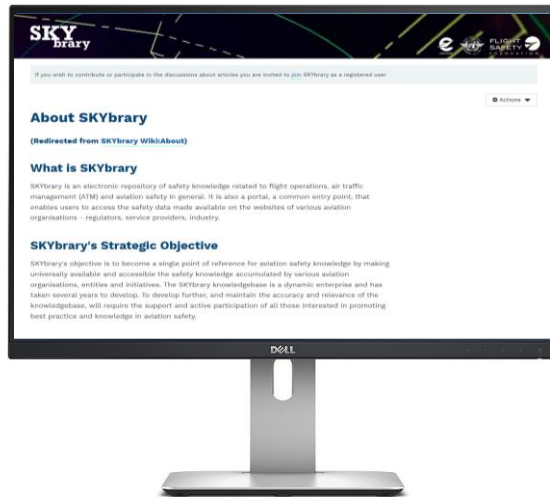 SKY
brary
FLIGHT
SAFETY
FOUNDATION
If you wish to contribute or participate in the discussions about articles you are invited to join SKYbrary as a registered user
Actions
About SKYbrary
(Redirected from SKYbrary Wiki:About)
What is SKYbrary
SKYbrary is an electronic repository of safety knowledge related to flight operations, air traffic
management (ATM) and aviation safety in general. It is also a portal, a common entry point, that
enables users to access the safety data made available on the websites of various aviation
organisations - regulators, service providers, industry.
SKYbrary's Strategic Objective
SKYbrary's objective is to become a single point of reference for aviation safety knowledge by making
universally available and accessible the safety knowledge accumulated by various aviation
organisations, entities and initiatives. The SKYbrary knowledgebase is a dynamic enterprise and has
taken several years to develop. To develop further, and maintain the accuracy and relevance of the
knowledgebase, will require the support and active participation of all those interested in promoting
best practice and knowledge in aviation safety.
DELL